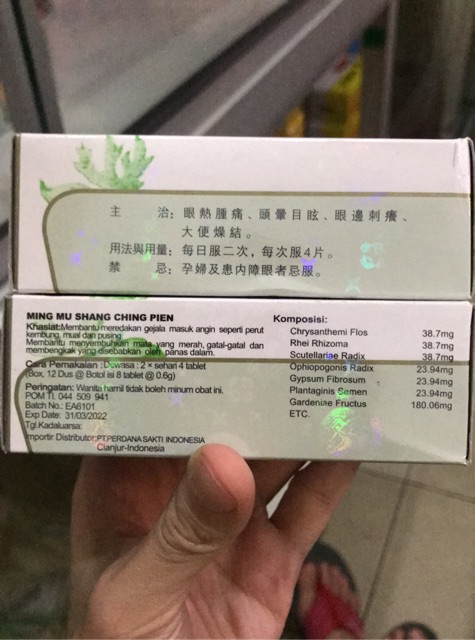 主 治：眼熱腫痛、頭暈目眩、眼邊刺癢、
大便燥結。
用法與用量：每日服二次，每次服4片。
禁 忌：孕婦及患内障眼者忌服。
MING MU SHANG CHING PIEN
Khasiat:Membantu meredakan gejala masuk angin seperti perut
kembung, mual dan pusing
Membantu menyembuhkan mata yang merah, gatal-gatal dan
membengkak yang disebabkan oleh panas dalam.
Cara Pemakaian : Dewasa : 2 x sehari 4 tablet
(Box, 12 Dus @ Botol isi 8 tablet @ 0.6g)
Peringatan: Wanita hamil tidak boleh minum obat ini.
POM TI. 044 509 941
Batch No.: EA6101
Exp Date: 31/03/2022
Tgl.Kadaluarsa:
Importir Distributor:PT.PERDANA SAKTI INDONESIA
Cianjur-Indonesia
Komposisi:
Chrysanthemi Flos 38.7mg
Rhei Rhizoma 38.7mg
Scutellariae Radix 38.7mg
Ophiopogonis Radix 23.94mg
Gypsum Fibrosum 23.94mg
Plantaginis Semen 23.94mg
Gardeniae Fructus 180.06mg
ETC.